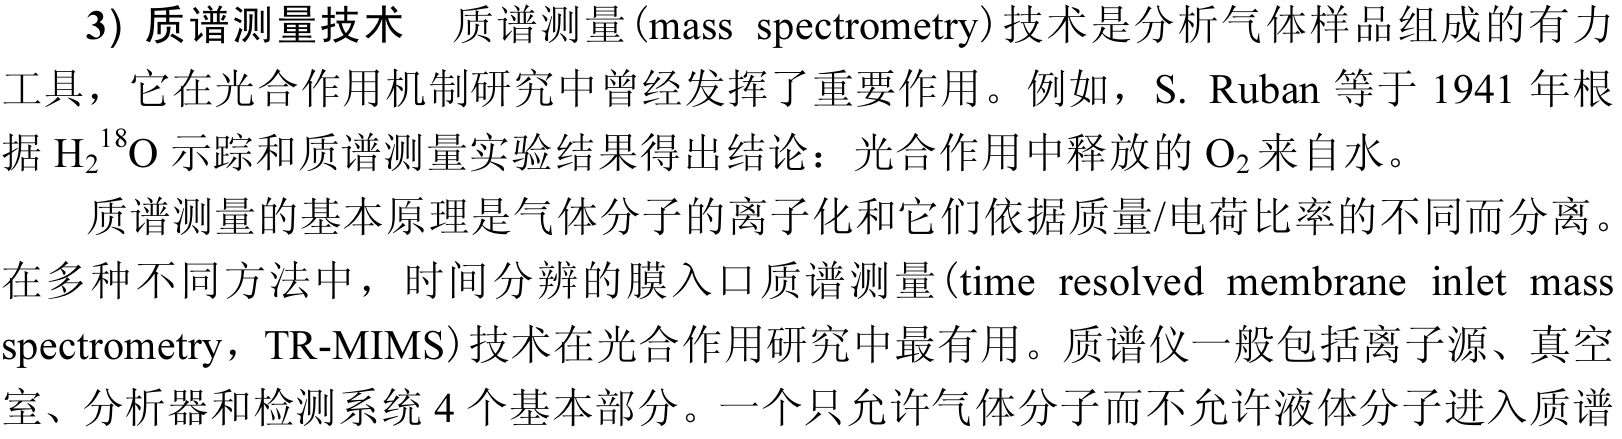 3) 质谱测量技术 质谱测量(mass spectrometry)技术是分析气体样品组成的有力
工具，它在光合作用机制研究中曾经发挥了重要作用。例如，S. Ruban 等于 1941 年根
据 H₂¹⁸O 示踪和质谱测量实验结果得出结论：光合作用中释放的 O₂来自水。
质谱测量的基本原理是气体分子的离子化和它们依据质量/电荷比率的不同而分离。
在多种不同方法中，时间分辨的膜入口质谱测量(time resolved membrane inlet mass
spectrometry，TR-MIMS)技术在光合作用研究中最有用。质谱仪一般包括离子源、真空
室、分析器和检测系统 4 个基本部分。一个只允许气体分子而不允许液体分子进入质谱